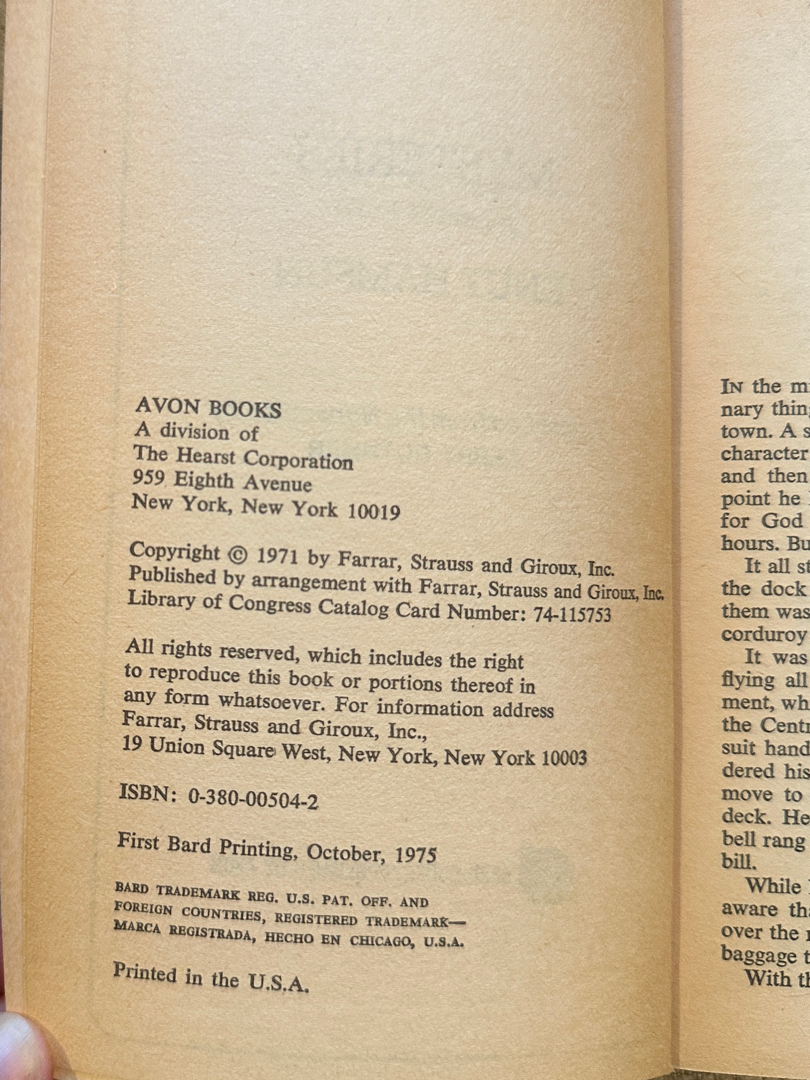 AVON BOOKS
A division of
The Hearst Corporation
959 Eighth Avenue
New York, New York 10019
Copyright © 1971 by Farrar, Strauss and Giroux, Inc.
Published by arrangement with Farrar, Strauss and Giroux, Inc.
Library of Congress Catalog Card Number: 74-115753
All rights reserved, which includes the right
to reproduce this book or portions thereof in
any form whatsoever. For information address
Farrar, Strauss and Giroux, Inc.,
19 Union Square West, New York, New York 10003
ISBN: 0-380-00504-2
First Bard Printing, October, 1975
BARD TRADEMARK REG. U.S. PAT. OFF. AND
FOREIGN COUNTRIES, REGISTERED TRADEMARK—
MARCA REGISTRADA, HECHO EN CHICAGO, U.S.A.
Printed in the U.S.A.
IN the
nary
town. A
character
and then
point he
for God
hours.
It all
the dock
them was
corduroy
It was
flying all
ment,
the
suit
dered his
move to
deck. He
bell rang
bill.
While
aware
over the
baggage
With